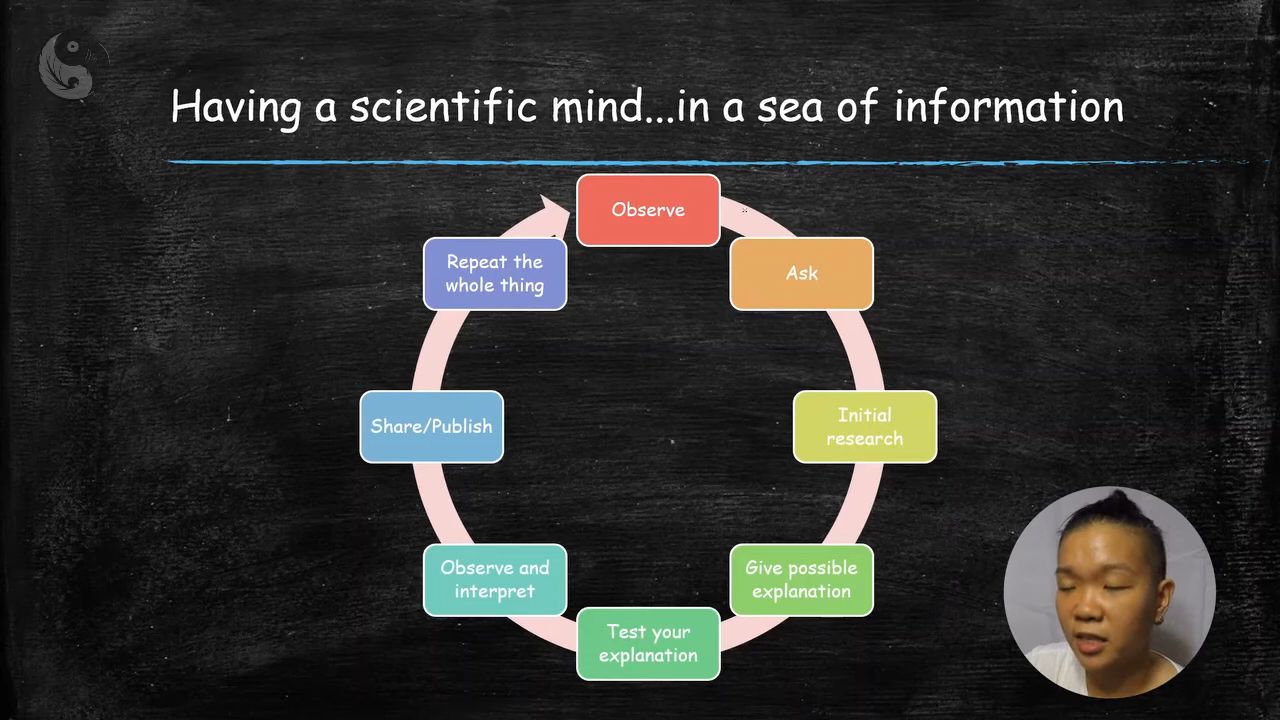 Having a scientific mind...in a sea of information
Observe
Ask
Initial
research
Give possible
explanation
Test your
explanation
Observe and
interpret
Share/Publish
Repeat the
whole thing